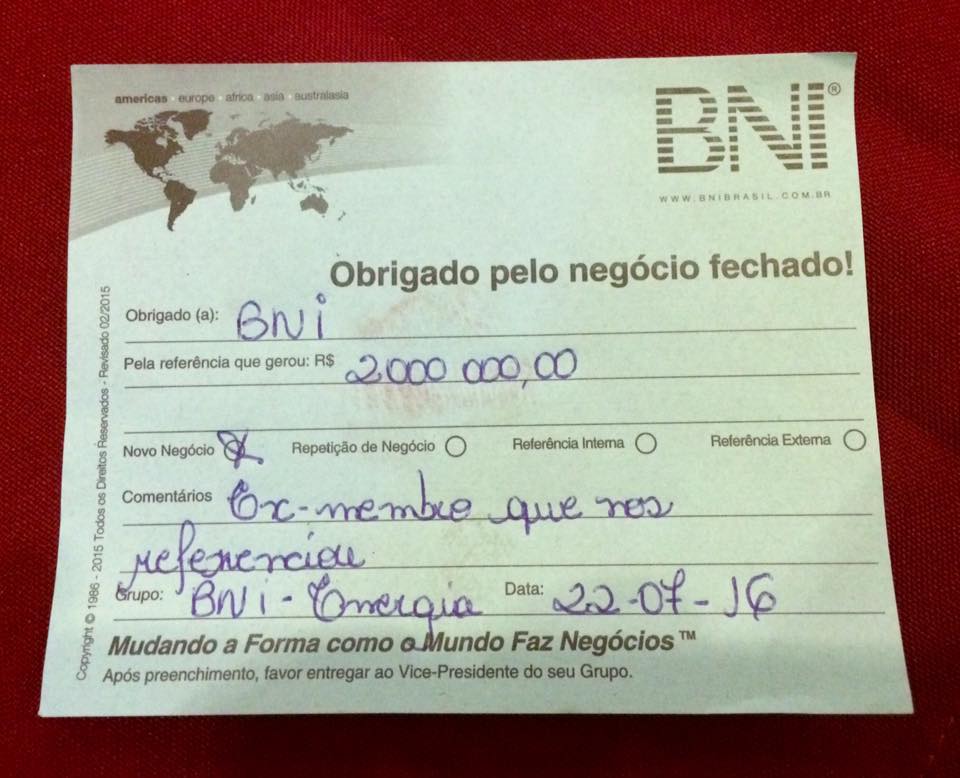 americas · europe · africa · asia · australasia
BNI®
WWW.BNIBRASIL.COM.BR
Obrigado pelo negócio fechado!
Obrigado (a): BNI
Pela referência que gerou: R$ 2000 000,00
Novo Negócio Repetição de Negócio Referência Interna Referência Externa
Comentários Ex-membro que nos
referenciou
Grupo: BNI - Energia Data: 22-07-16
Mudando a Forma como o Mundo Faz Negócios™
Após preenchimento, favor entregar ao Vice-Presidente do seu Grupo.
Copyright © 1986 - 2015 Todos os Direitos Reservados - Revisado 02/2015